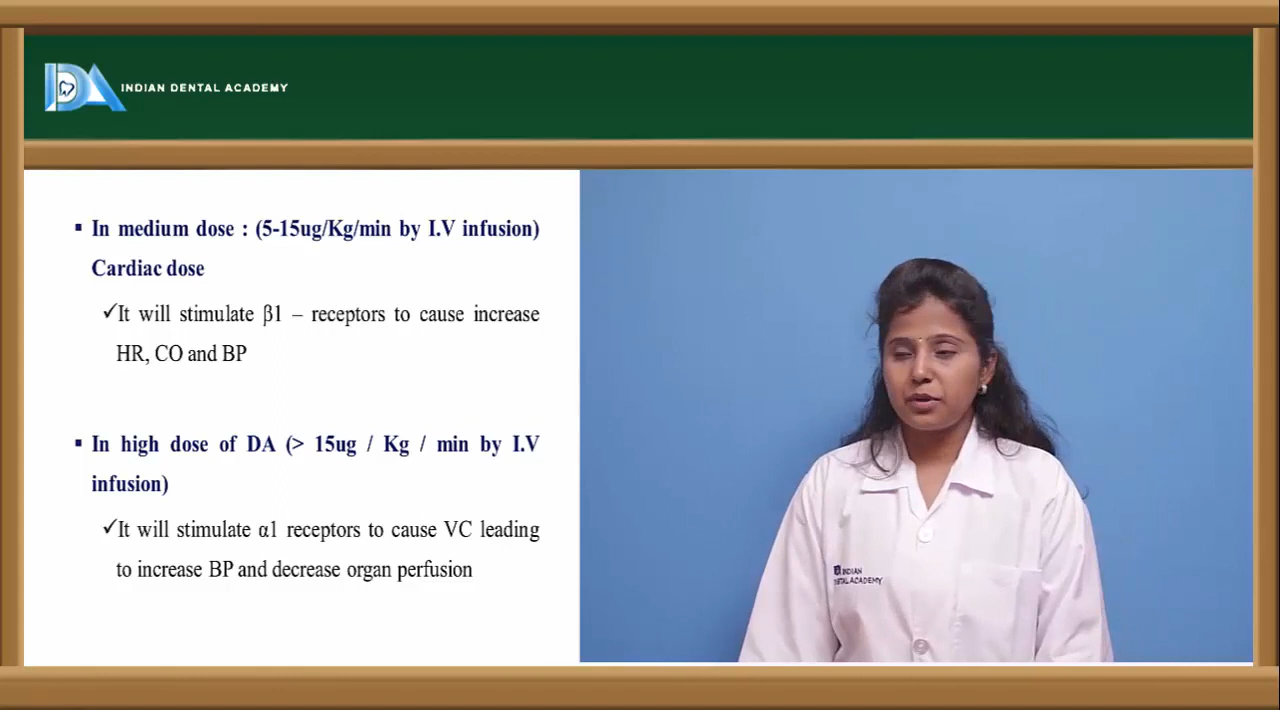 INDIAN DENTAL ACADEMY
▪ In medium dose : (5-15ug/Kg/min by I.V infusion)
Cardiac dose
✓It will stimulate β1 – receptors to cause increase
HR, CO and BP
▪ In high dose of DA (> 15ug / Kg / min by I.V
infusion)
✓It will stimulate α1 receptors to cause VC leading
to increase BP and decrease organ perfusion
INDIAN
DENTAL ACADEMY